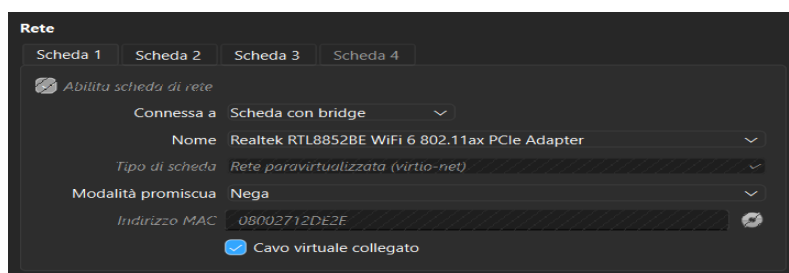 Rete
Scheda 1 Scheda 2 Scheda 3 Scheda 4
Abilita scheda di rete
Connessa a Scheda con bridge
Nome Realtek RTL8852BE WiFi 6 802.11ax PCIe Adapter
Tipo di scheda Rete paravirtualizzata (virtio-net)
Modalità promiscua Nega
Indirizzo MAC 08002712DE2E
Cavo virtuale collegato